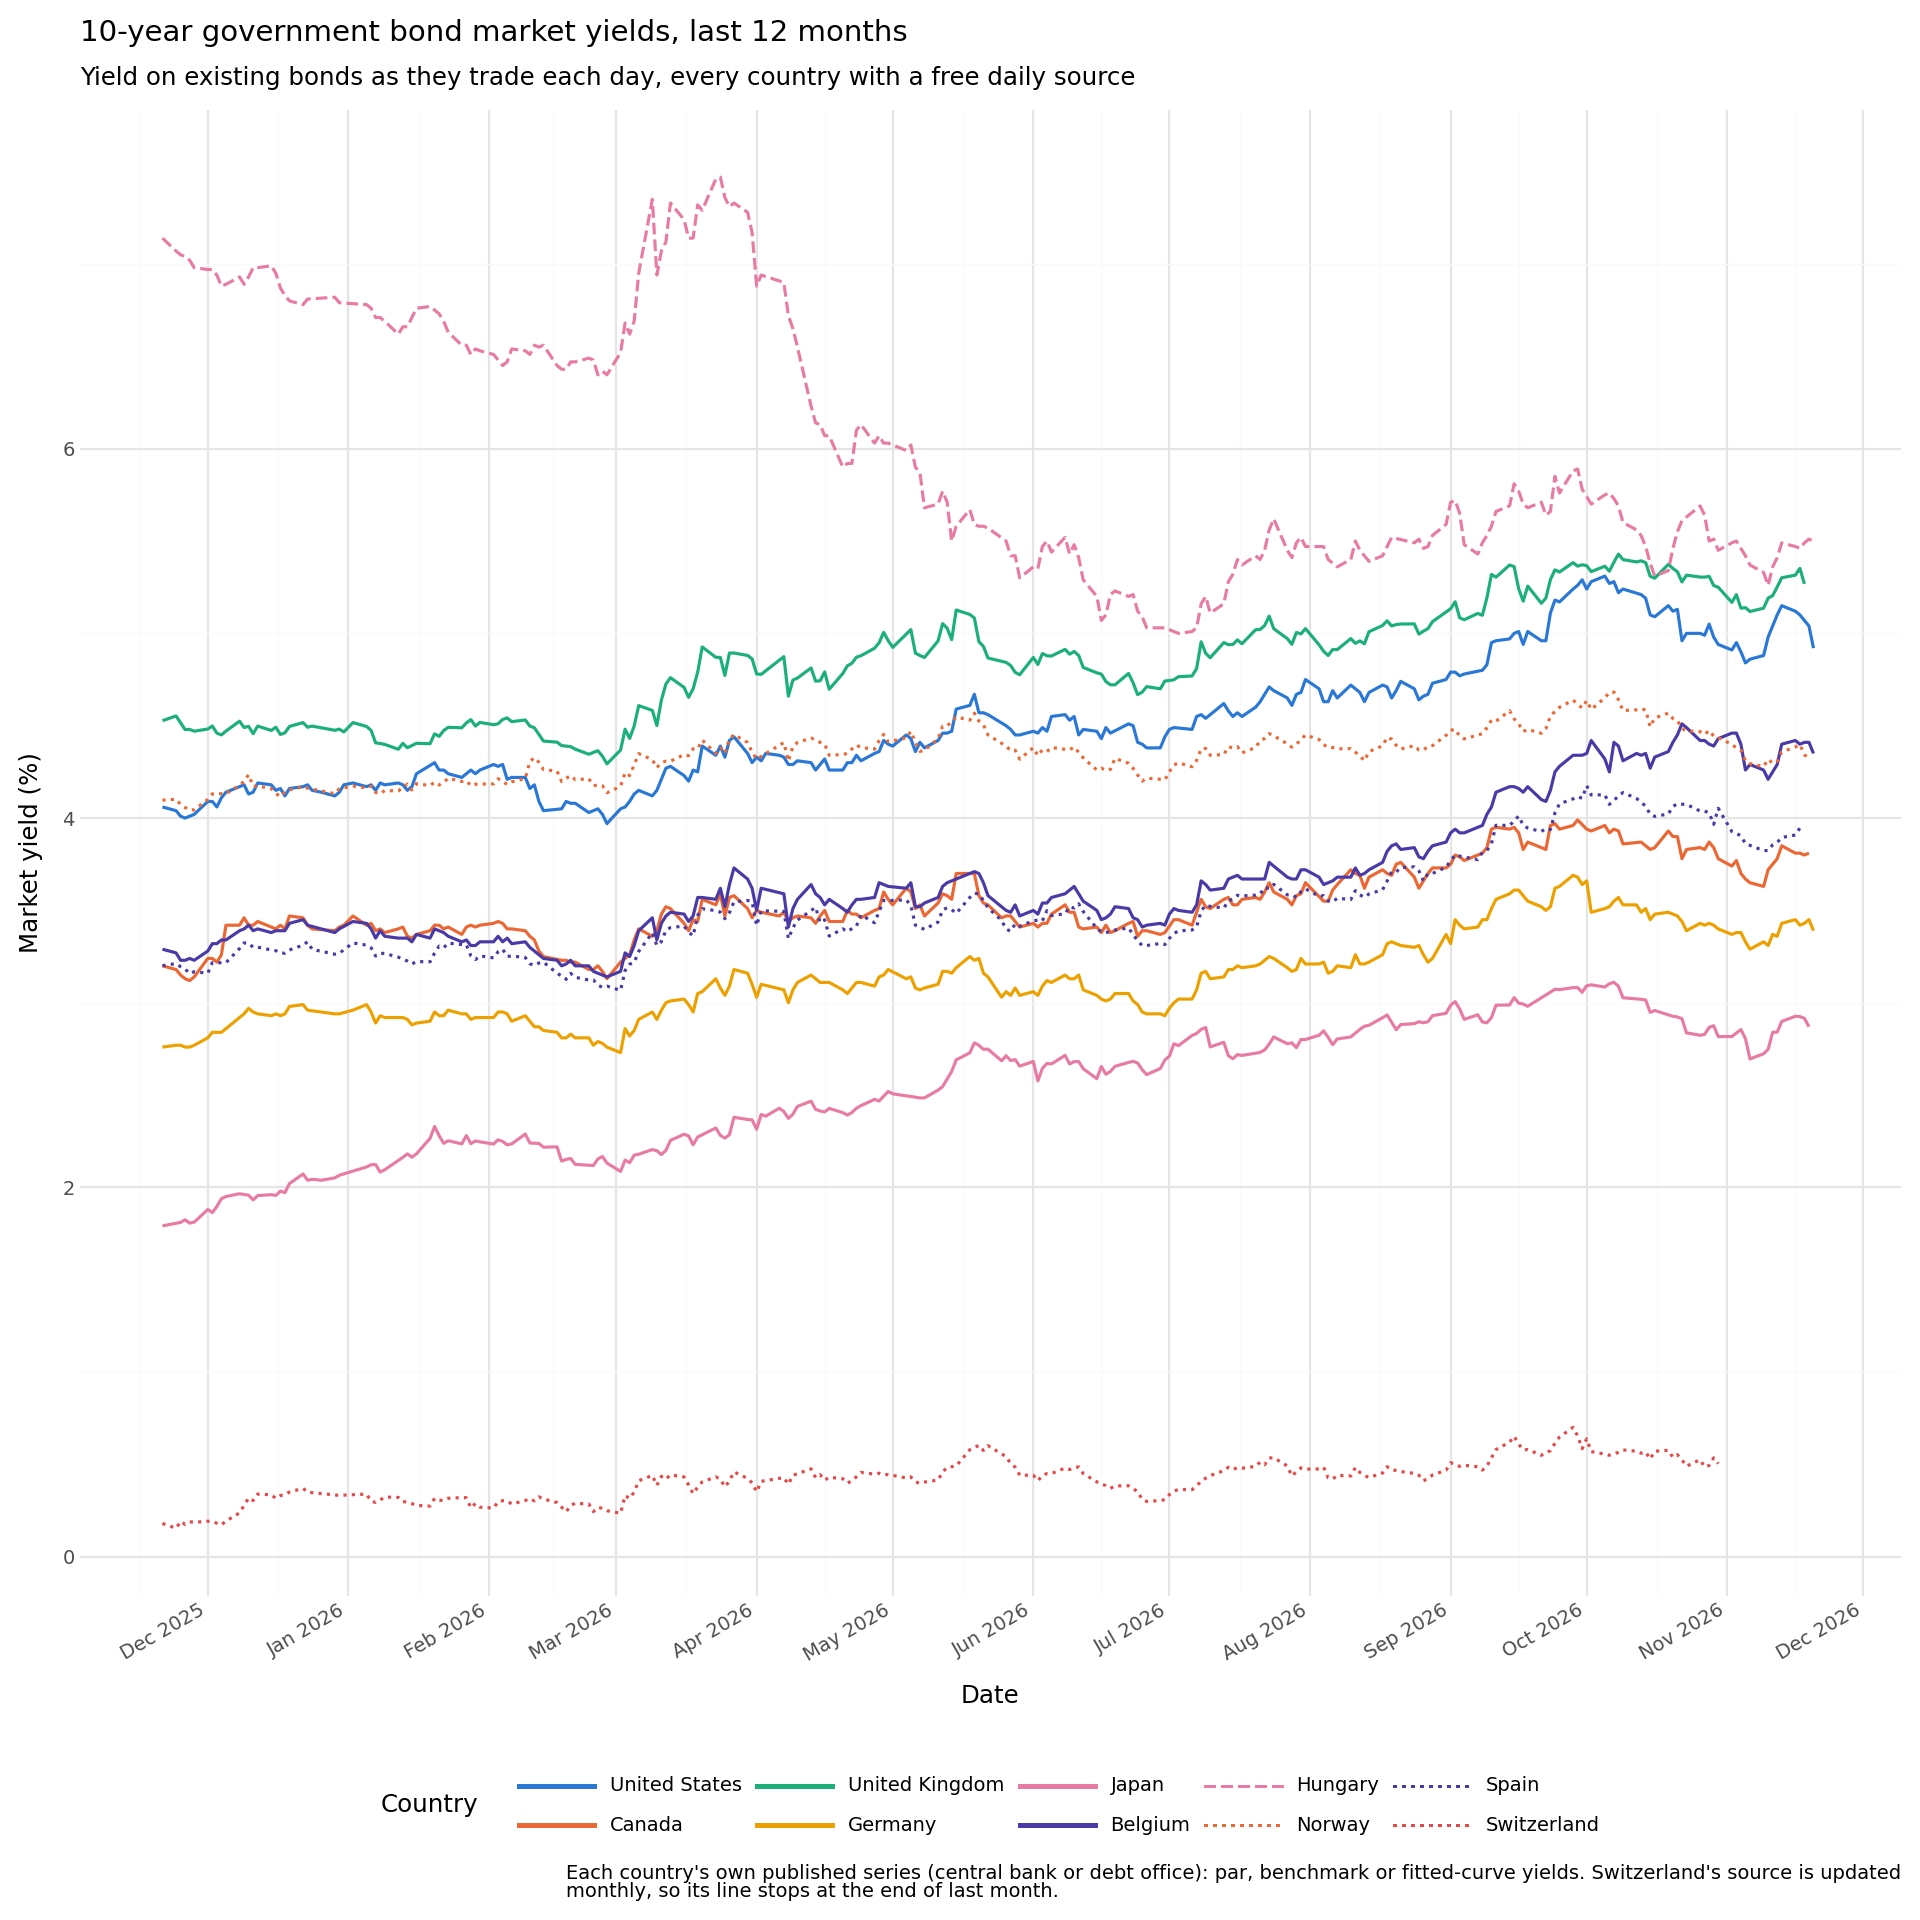 10-year government bond market yields, last 12 months
Yield on existing bonds as they trade each day, every country with a free daily source
Market yield (%)
6
4
2
0
Dec 2025
Jan 2026
Feb 2026
Mar 2026
Apr 2026
May 2026
Jun 2026
Jul 2026
Aug 2026
Sep 2026
Oct 2026
Nov 2026
Dec 2026
Date
Country
United States
United Kingdom
Japan
Hungary
Spain
Canada
Germany
Belgium
Norway
Switzerland
Each country's own published series (central bank or debt office): par, benchmark or fitted-curve yields. Switzerland's source is updated
monthly, so its line stops at the end of last month.